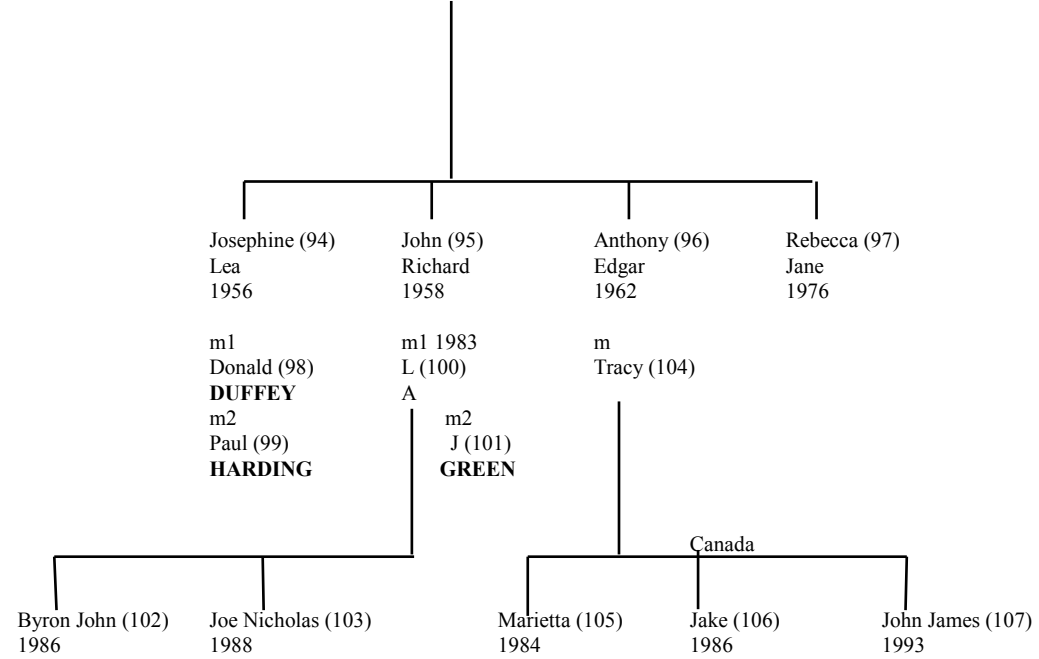 Josephine (94) John (95) Anthony (96) Rebecca (97)
Lea Richard Edgar Jane
1956 1958 1962 1976
m1 m1 1983 m
Donald (98) L (100) Tracy (104)
DUFFEY A
m2 m2
Paul (99) J (101)
HARDING GREEN
Canada
Byron John (102) Joe Nicholas (103) Marietta (105) Jake (106) John James (107)
1986 1988 1984 1986 1993